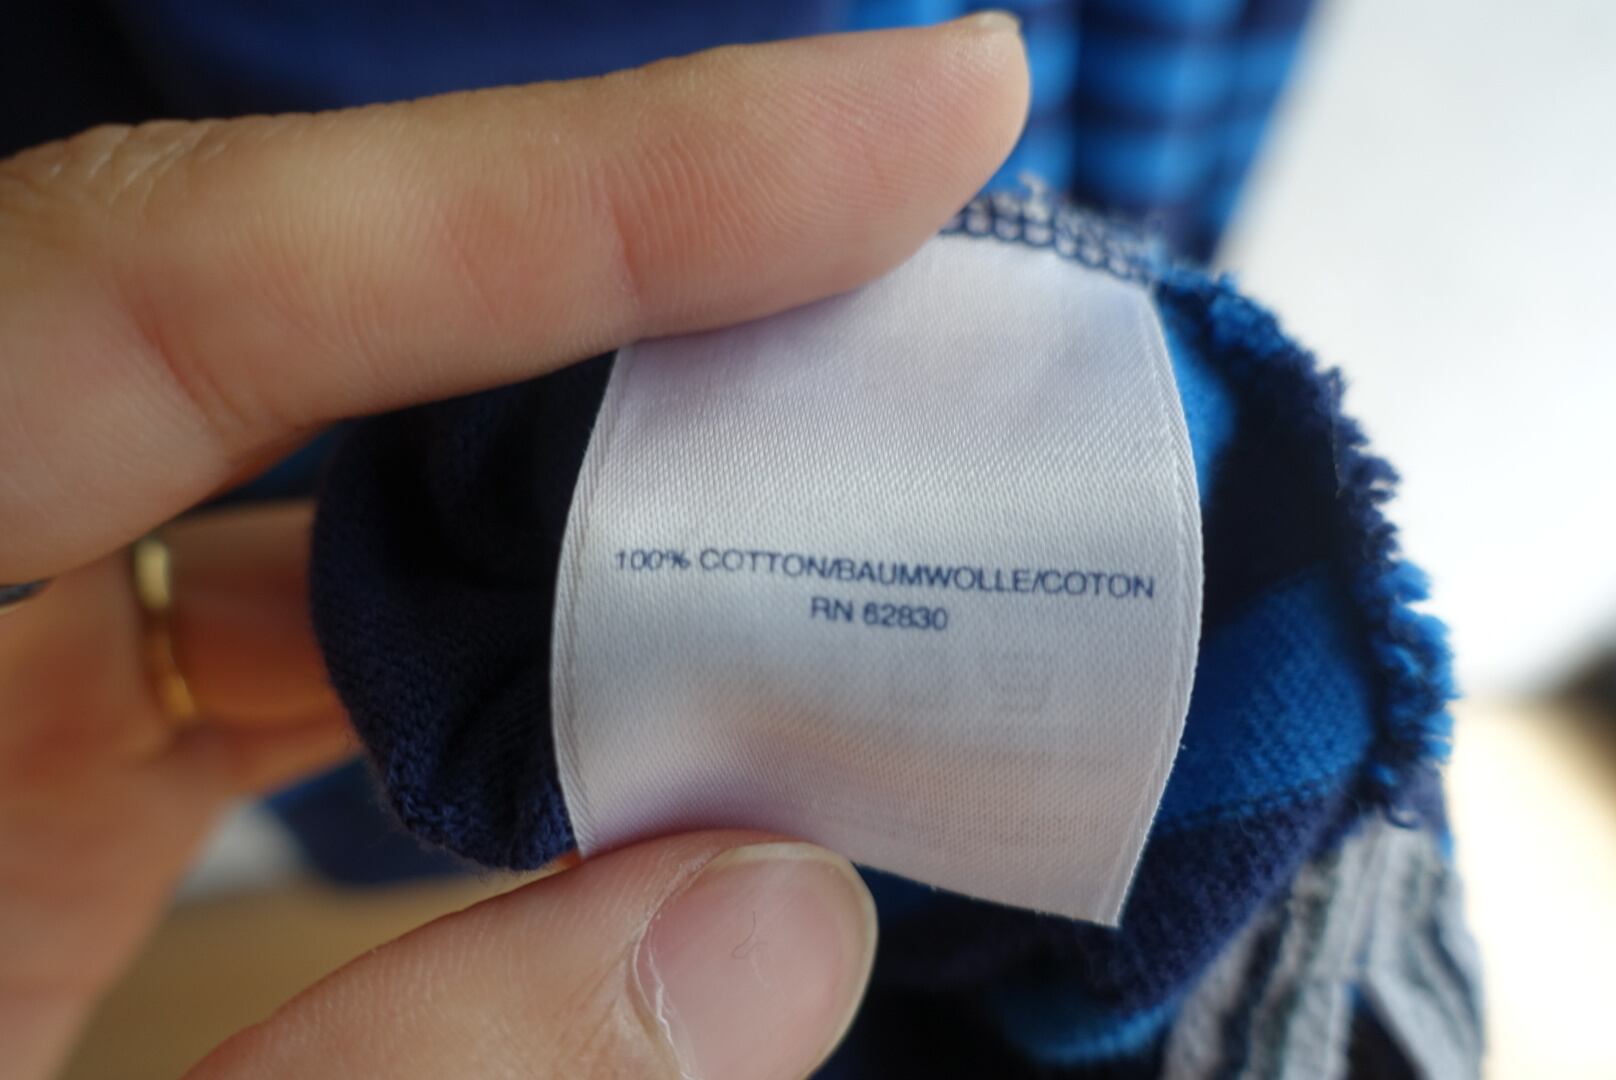 100% COTTON/BAUMWOLLE/COTON
RN 62830